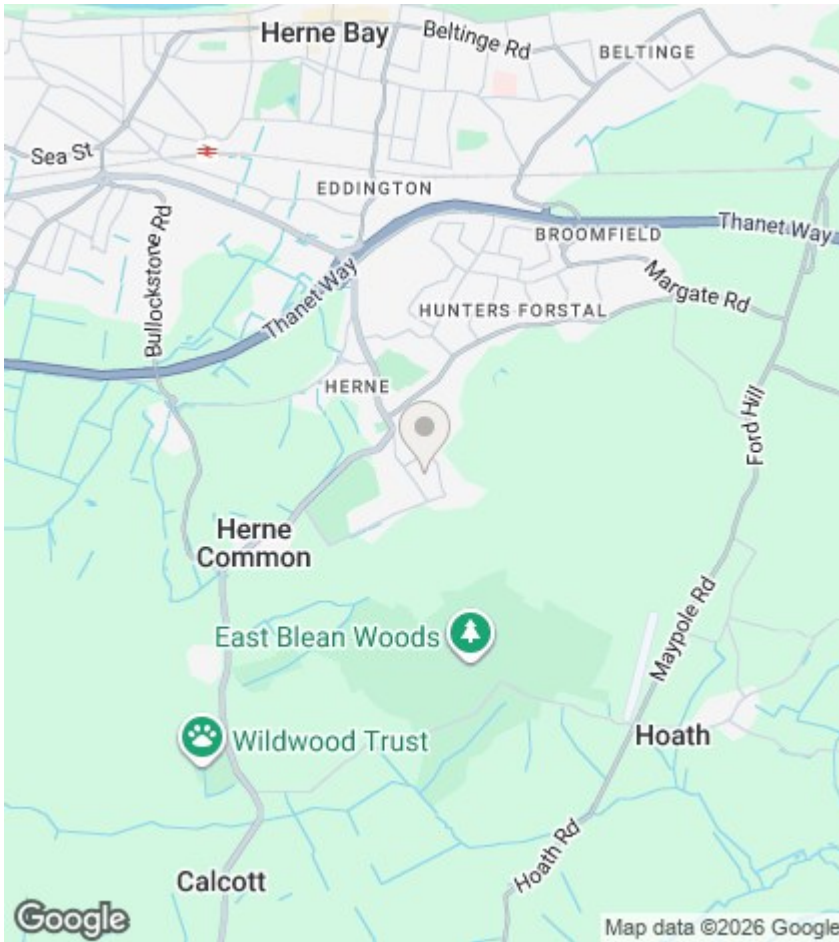 Herne Bay
Beltinge Rd
BELTINGE
Sea St
EDDINGTON
Bullockstone Rd
Thanet Way
BROOMFIELD
Thanet Way
Margate Rd
HUNTERS FORSTAL
HERNE
Ford Hill
Herne
Common
East Blean Woods
Maypole Rd
Wildwood Trust
Hoath
Hoath Rd
Calcott
Google
Map data ©2026 Google